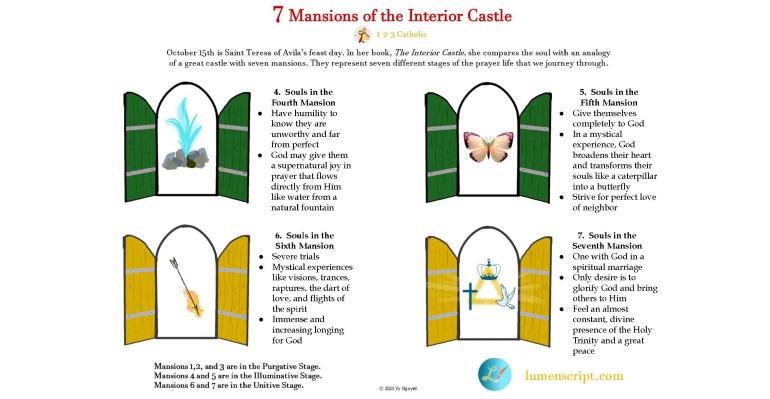 7 Mansions of the Interior Castle
1-2-3 Catholic
October 15th is Saint Teresa of Avila's feast day. In her book, The Interior Castle, she compares the soul with an analogy
of a great castle with seven mansions. They represent seven different stages of the prayer life that we journey through.
4. Souls in the
Fourth Mansion
● Have humility to
know they are
unworthy and far
from perfect
● God may give them
a supernatural joy in
prayer that flows
directly from Him
like water from a
natural fountain
5. Souls in the
Fifth Mansion
● Give themselves
completely to God
● In a mystical
experience, God
broadens their heart
and transforms their
souls like a caterpillar
into a butterfly
● Strive for perfect love
of neighbor
6. Souls in the
Sixth Mansion
● Severe trials
● Mystical experiences
like visions, trances,
raptures, the dart of
love, and flights of
the spirit
● Immense and
increasing longing
for God
7. Souls in the
Seventh Mansion
● One with God in a
spiritual marriage
● Only desire is to
glorify God and bring
others to Him
● Feel an almost
constant, divine
presence of the Holy
Trinity and a great
peace
Mansions 1,2, and 3 are in the Purgative Stage.
Mansions 4 and 5 are in the Illuminative Stage.
Mansions 6 and 7 are in the Unitive Stage.
© 2021 Vy Nguyen
lumenscript.com